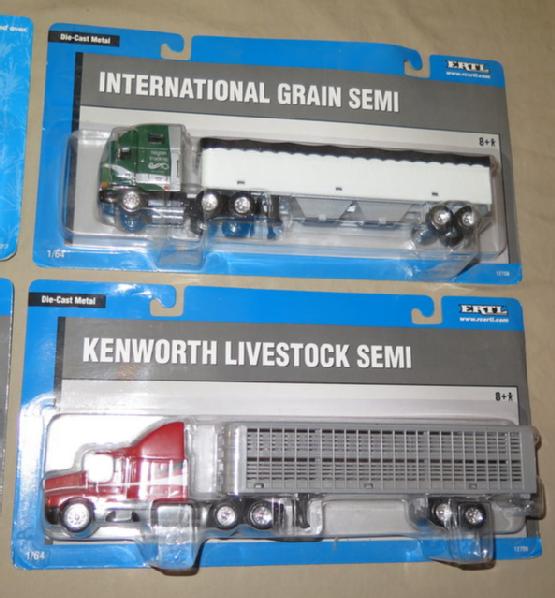 Die-Cast Metal
ERTL
www.rcertl.com
INTERNATIONAL GRAIN SEMI
8+
1/64
Die-Cast Metal
ERTL
www.rcertl.com
KENWORTH LIVESTOCK SEMI
8+
1/64